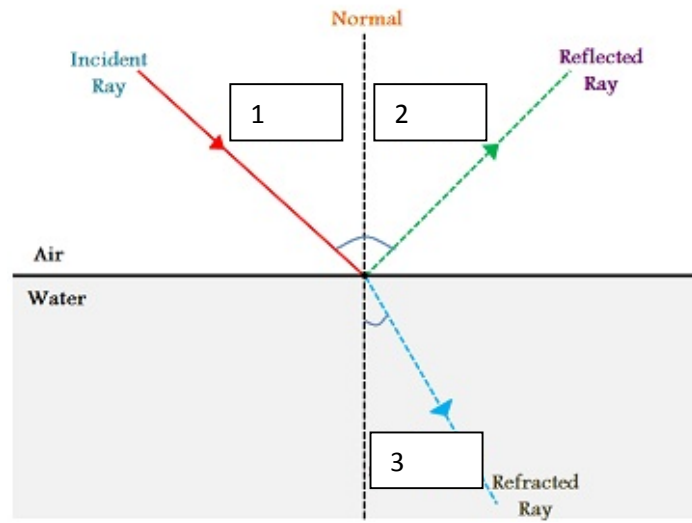 Normal
Incident
Ray
Reflected
Ray
1
2
Air
Water
3
Refracted
Ray